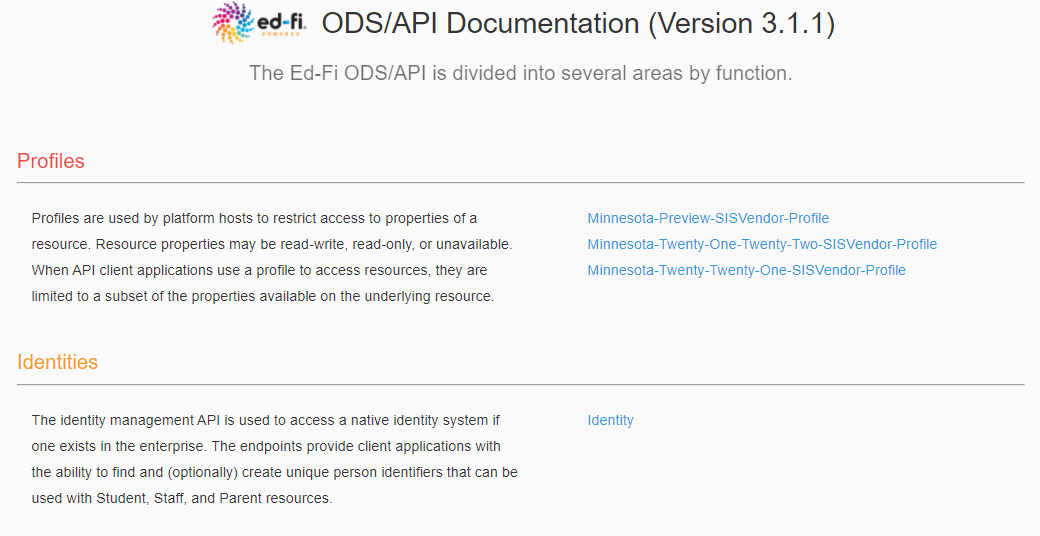 ed-fi. ODS/API Documentation (Version 3.1.1)
POWERED
The Ed-Fi ODS/API is divided into several areas by function.
Profiles
Profiles are used by platform hosts to restrict access to properties of a
resource. Resource properties may be read-write, read-only, or unavailable.
When API client applications use a profile to access resources, they are
limited to a subset of the properties available on the underlying resource.
Minnesota-Preview-SISVendor-Profile
Minnesota-Twenty-One-Twenty-Two-SISVendor-Profile
Minnesota-Twenty-Twenty-One-SISVendor-Profile
Identities
The identity management API is used to access a native identity system if
one exists in the enterprise. The endpoints provide client applications with
the ability to find and (optionally) create unique person identifiers that can be
used with Student, Staff, and Parent resources.
Identity